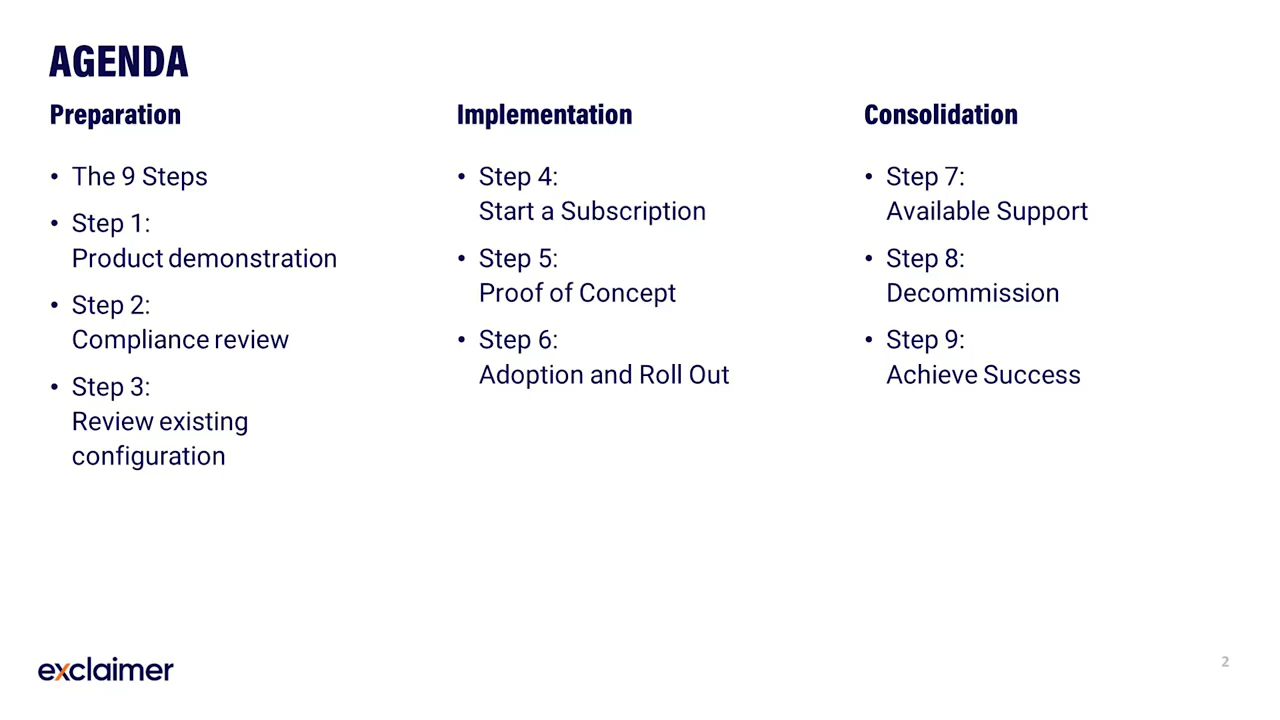 AGENDA
Preparation
• The 9 Steps
• Step 1:
Product demonstration
• Step 2:
Compliance review
• Step 3:
Review existing
configuration
Implementation
• Step 4:
Start a Subscription
• Step 5:
Proof of Concept
• Step 6:
Adoption and Roll Out
Consolidation
• Step 7:
Available Support
• Step 8:
Decommission
• Step 9:
Achieve Success
exclaimer
2